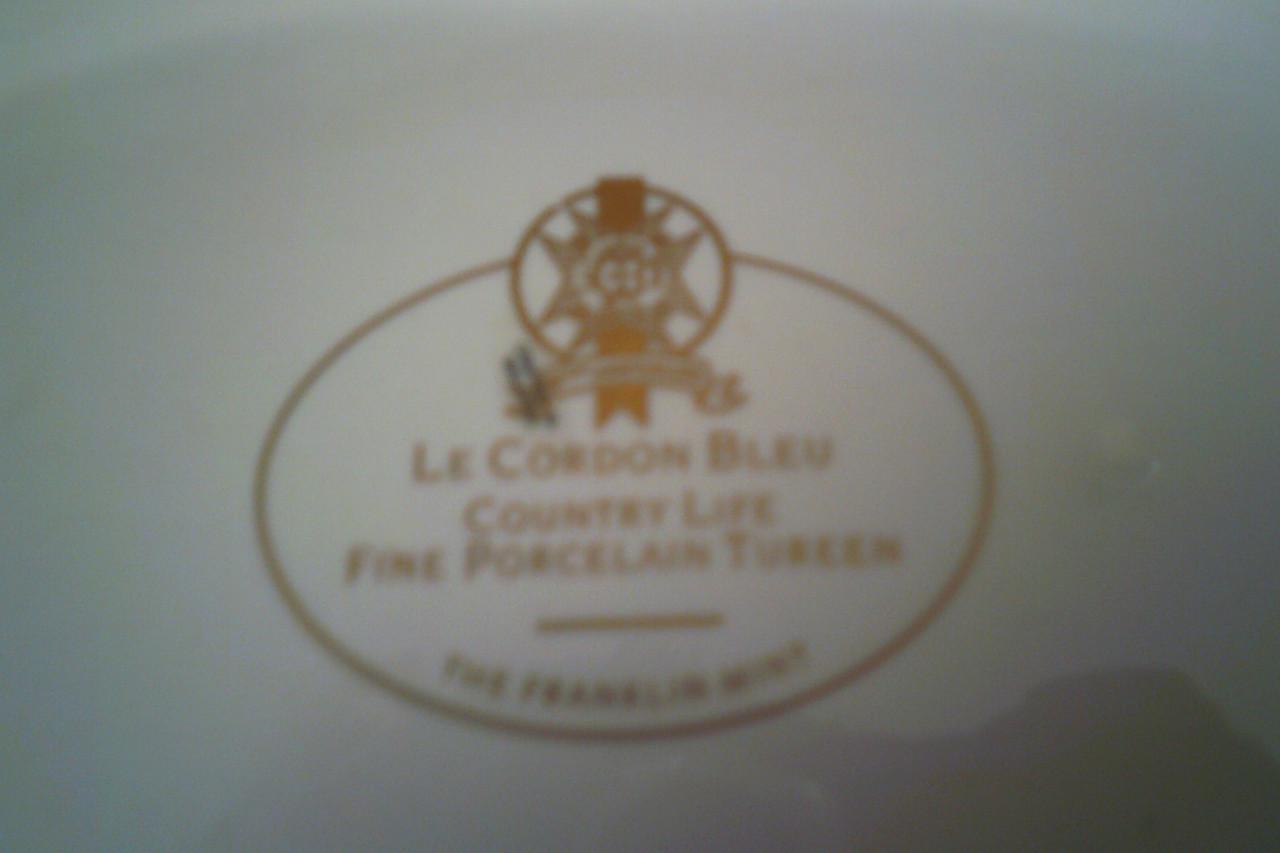 LE CORDON BLEU
COUNTRY LIFE
FINE PORCELAIN TUREEN
THE FRANKLIN MINT